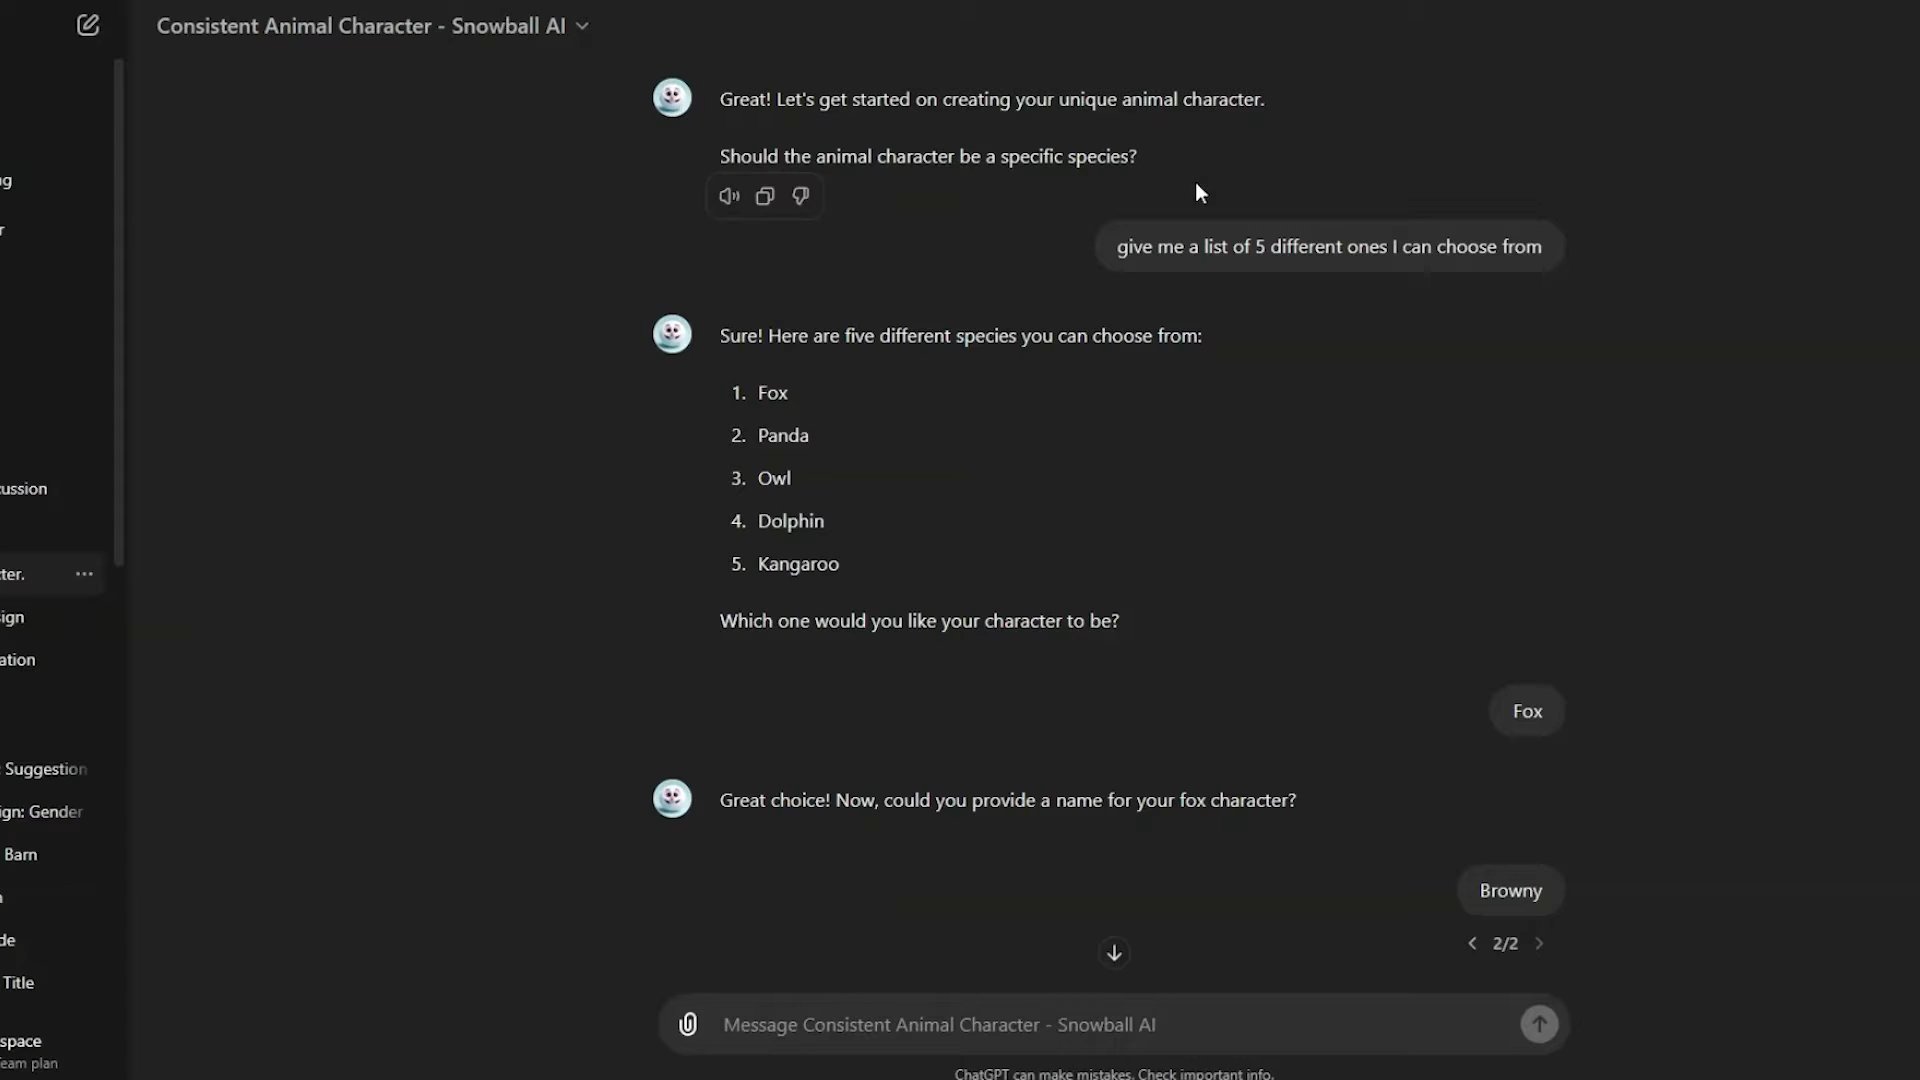 Consistent Animal Character - Snowball AI
Great! Let's get started on creating your unique animal character.
Should the animal character be a specific species?
give me a list of 5 different ones I can choose from
Sure! Here are five different species you can choose from:
1. Fox
2. Panda
3. Owl
4. Dolphin
5. Kangaroo
Which one would you like your character to be?
Fox
Great choice! Now, could you provide a name for your fox character?
Browny
2/2
Message Consistent Animal Character - Snowball AI
ChatGPT can make mistakes. Check important info.
ng
r
cussion
ter.
sign
ation
: Suggestion
ign: Gender
Barn
de
Title
space
Team plan